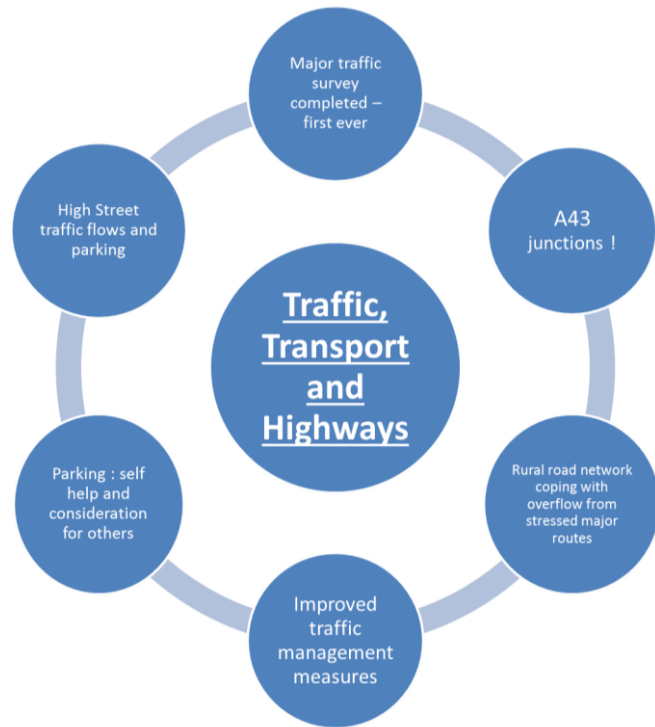 Major traffic
survey
completed –
first ever
A43
junctions !
Rural road network
coping with
overflow from
stressed major
routes
Improved
traffic
management
measures
Parking : self
help and
consideration
for others
High Street
traffic flows and
parking
Traffic,
Transport
and
Highways